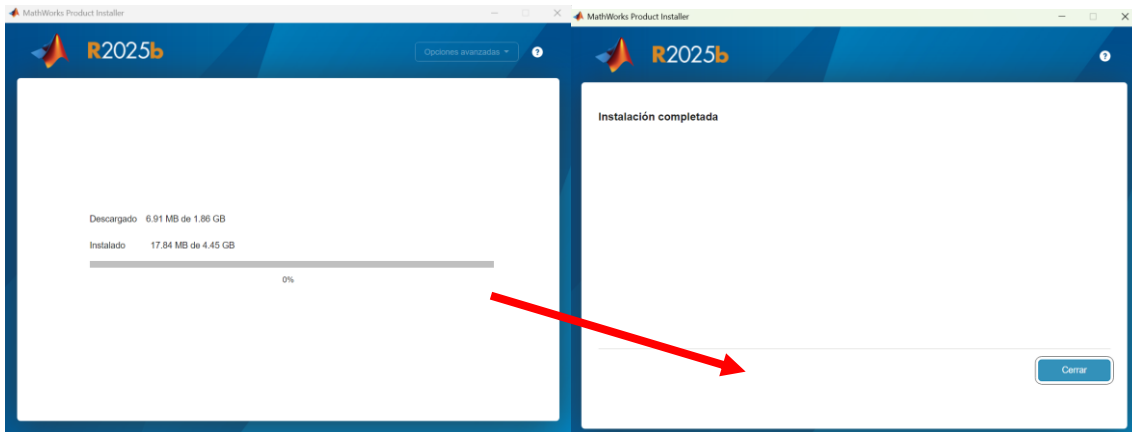 MathWorks Product Installer
R2025b
Opciones avanzadas
?
Descargado 6.91 MB de 1.86 GB
Instalado 17.84 MB de 4.45 GB
0%
MathWorks Product Installer
R2025b
?
Instalación completada
Cerrar